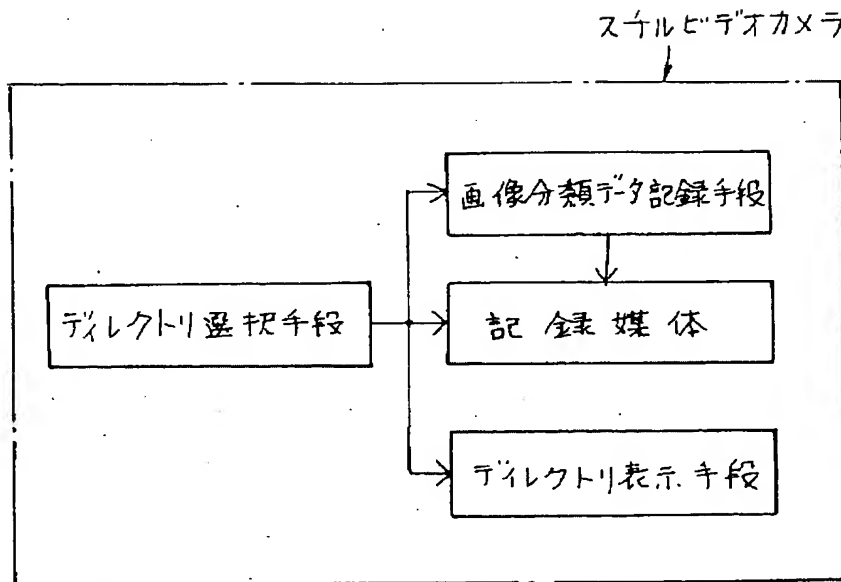 スチルビデオカメラ
画像分類データ記録手段
ディレクトリ選択手段
記録媒体
ディレクトリ表示手段